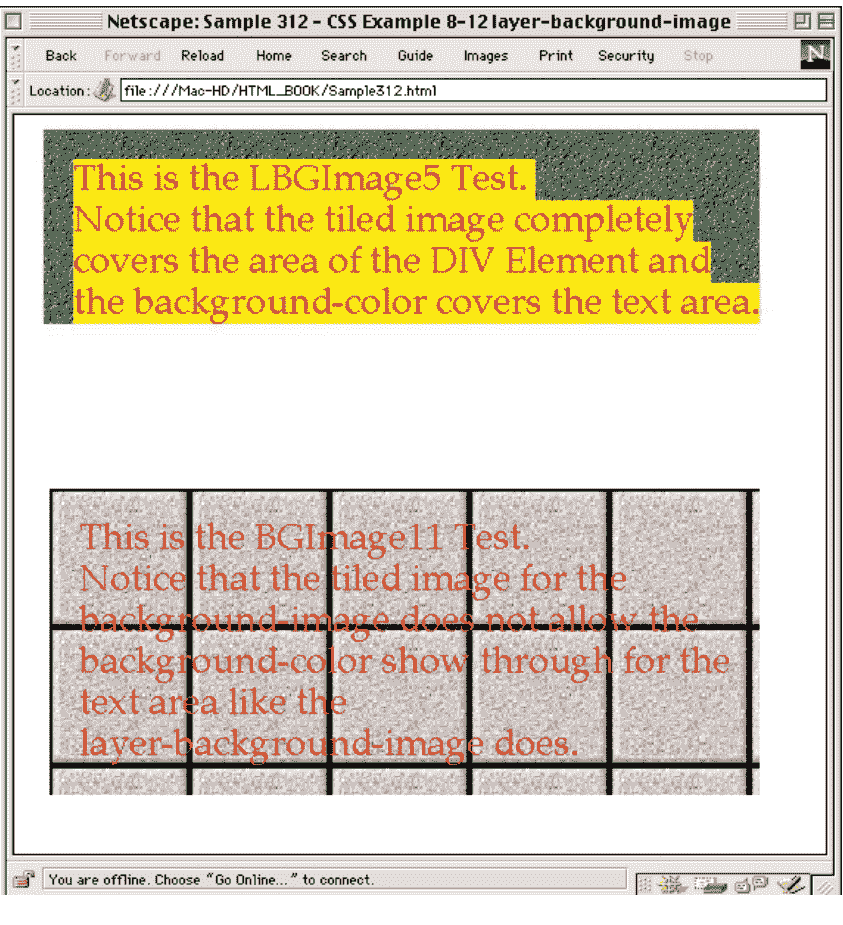 Netscape: Sample 312 - CSS Example 8-12 layer-background-image
Back Forward Reload Home Search Guide Images Print Security Stop
N
Location: file:///Mac-HD/HTML_BOOK/Sample312.html
This is the LBGImage5 Test.
Notice that the tiled image completely
covers the area of the DIV Element and
the background-color covers the text area.
This is the BGImage11 Test.
Notice that the tiled image for the
background-image does not allow the
background-color show through for the
text area like the
layer-background-image does.
You are offline. Choose "Go Online..." to connect.